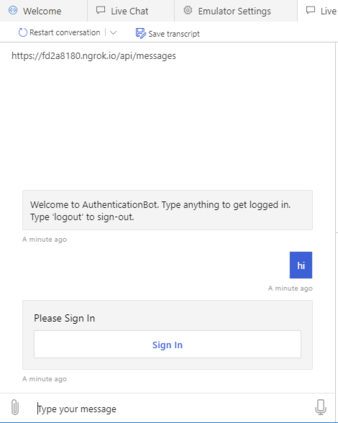 Welcome
Live Chat
Emulator Settings
Live
Restart conversation
Save transcript
https://fd2a8180.ngrok.io/api/messages
Welcome to AuthenticationBot. Type anything to get logged in.
Type 'logout' to sign-out.
A minute ago
hi
A minute ago
Please Sign In
Sign In
A minute ago
Type your message